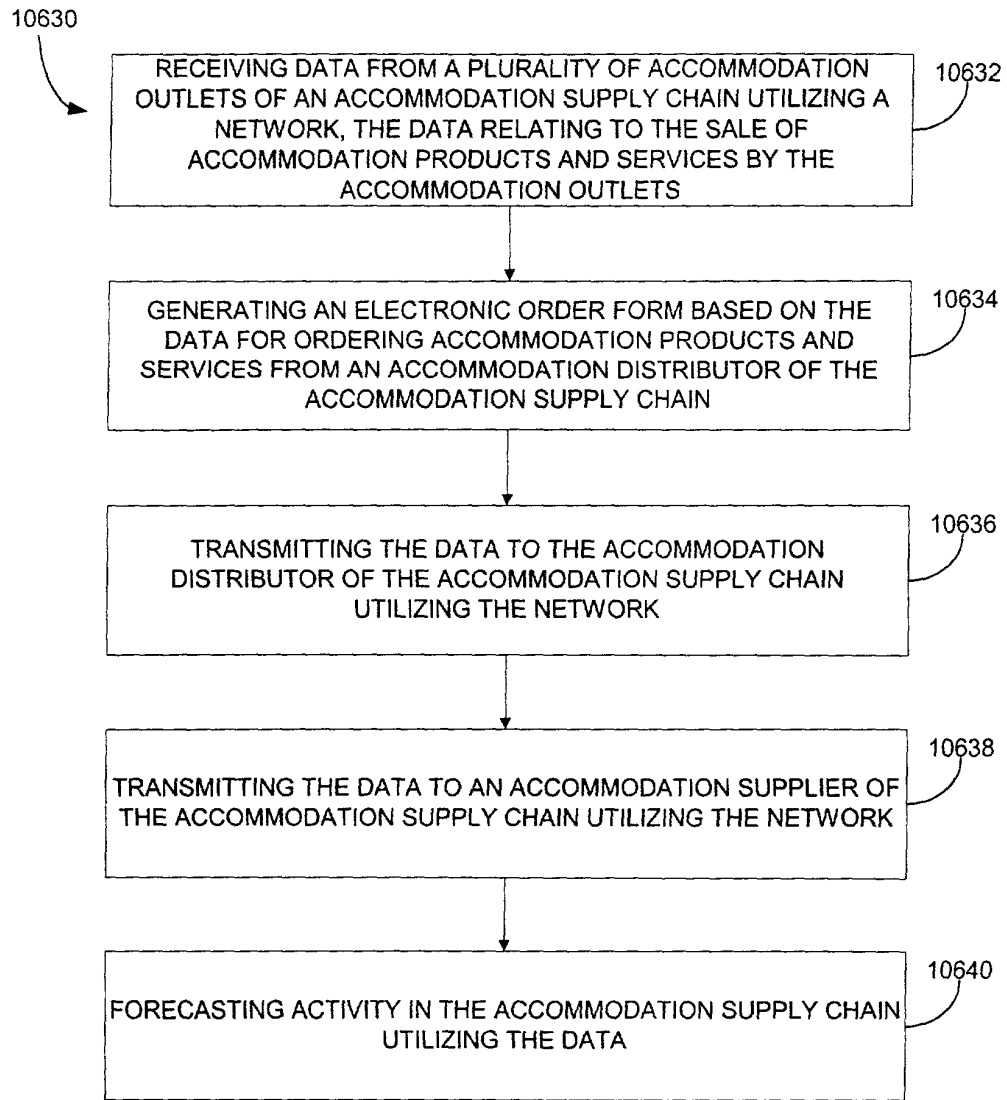 10630
RECEIVING DATA FROM A PLURALITY OF ACCOMMODATION
OUTLETS OF AN ACCOMMODATION SUPPLY CHAIN UTILIZING A
NETWORK, THE DATA RELATING TO THE SALE OF
ACCOMMODATION PRODUCTS AND SERVICES BY THE
ACCOMMODATION OUTLETS
10632
GENERATING AN ELECTRONIC ORDER FORM BASED ON THE
DATA FOR ORDERING ACCOMMODATION PRODUCTS AND
SERVICES FROM AN ACCOMMODATION DISTRIBUTOR OF THE
ACCOMMODATION SUPPLY CHAIN
10634
TRANSMITTING THE DATA TO THE ACCOMMODATION
DISTRIBUTOR OF THE ACCOMMODATION SUPPLY CHAIN
UTILIZING THE NETWORK
10636
TRANSMITTING THE DATA TO AN ACCOMMODATION SUPPLIER OF
THE ACCOMMODATION SUPPLY CHAIN UTILIZING THE NETWORK
10638
FORECASTING ACTIVITY IN THE ACCOMMODATION SUPPLY CHAIN
UTILIZING THE DATA
10640